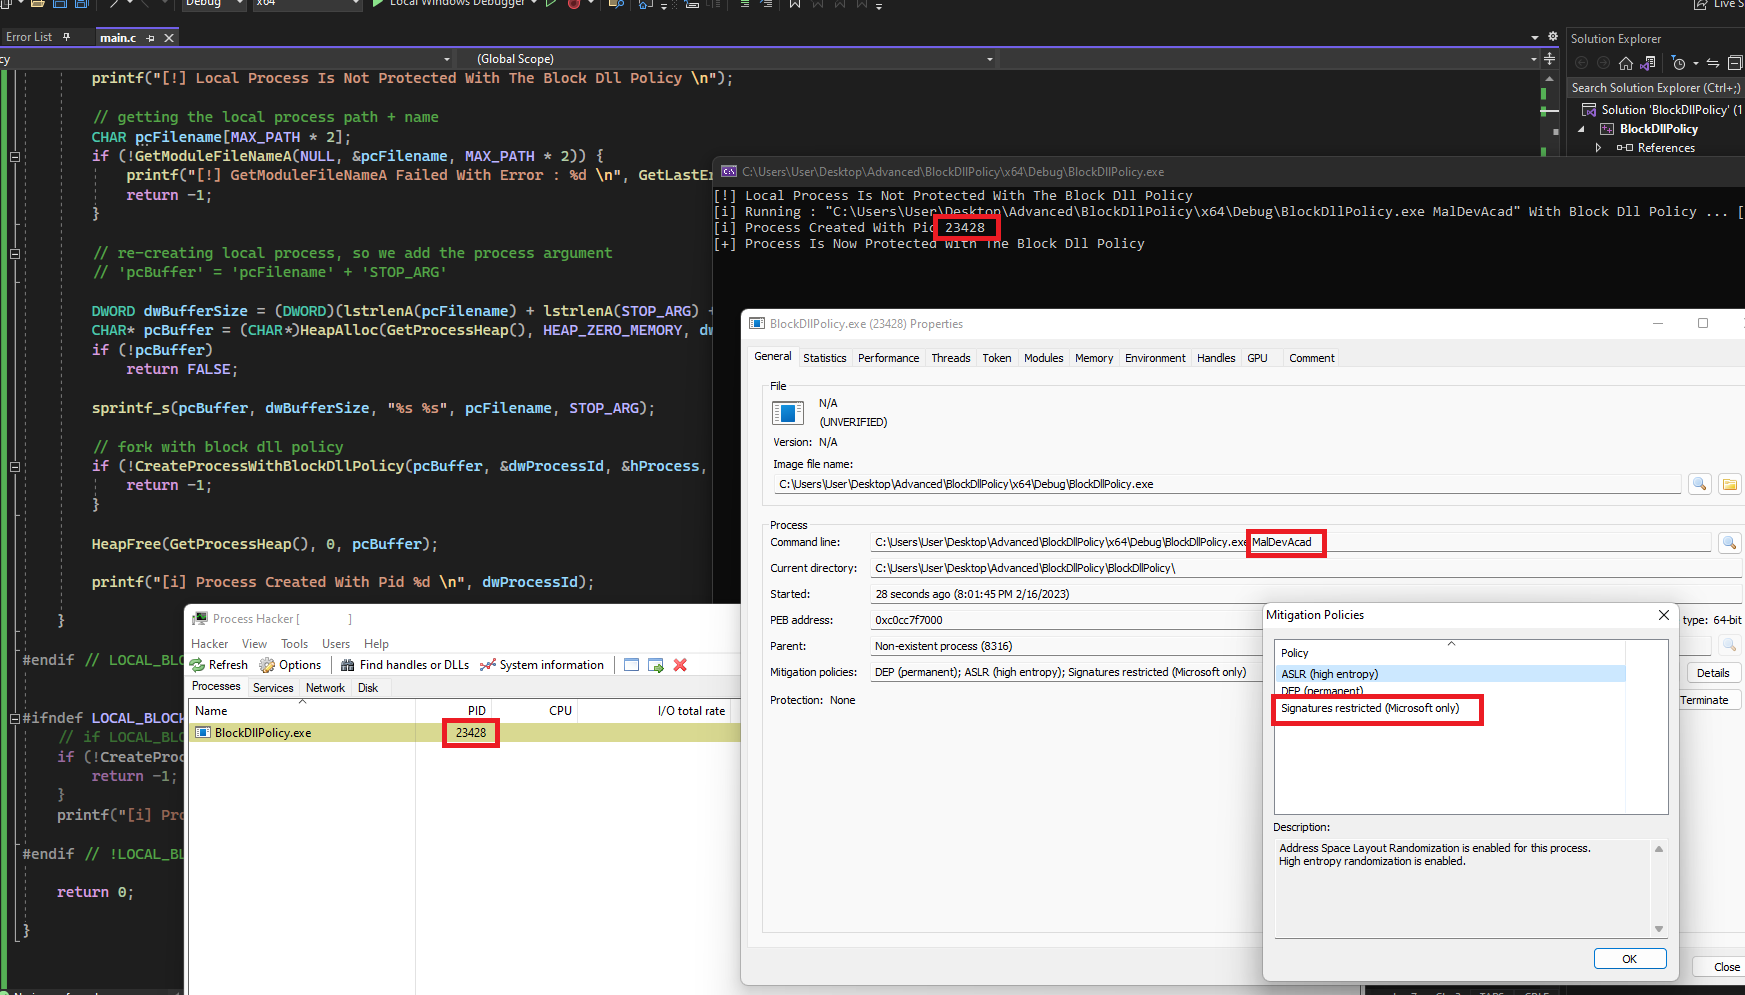 Debug
x64
Local Windows Debugger
Live S
Error List
main.c
cy
(Global Scope)
printf("[!] Local Process Is Not Protected With The Block Dll Policy \n");
// getting the local process path + name
CHAR pcFilename[MAX_PATH * 2];
if (!GetModuleFileNameA(NULL, &pcFilename, MAX_PATH * 2)) {
printf("[!] GetModuleFileNameA Failed With Error : %d \n", GetLastEr
return -1;
}
// re-creating local process, so we add the process argument
// 'pcBuffer' = 'pcFilename' + 'STOP_ARG'
DWORD dwBufferSize = (DWORD)(lstrlenA(pcFilename) + lstrlenA(STOP_ARG) +
CHAR* pcBuffer = (CHAR*)HeapAlloc(GetProcessHeap(), HEAP_ZERO_MEMORY, dw
if (!pcBuffer)
return FALSE;
sprintf_s(pcBuffer, dwBufferSize, "%s %s", pcFilename, STOP_ARG);
// fork with block dll policy
if (!CreateProcessWithBlockDllPolicy(pcBuffer, &dwProcessId, &hProcess,
return -1;
}
HeapFree(GetProcessHeap(), 0, pcBuffer);
printf("[i] Process Created With Pid %d \n", dwProcessId);
}
#endif // LOCAL_BLO
#ifndef LOCAL_BLOCK
// if LOCAL_BLOCK
if (!CreateProc
return -1;
}
printf("[i] Pro
#endif // !LOCAL_BL
return 0;
}
Solution Explorer
Search Solution Explorer (Ctrl+;)
Solution 'BlockDllPolicy' (1
BlockDllPolicy
References
C:\Users\User\Desktop\Advanced\BlockDllPolicy\x64\Debug\BlockDllPolicy.exe
[!] Local Process Is Not Protected With The Block Dll Policy
[i] Running : "C:\Users\User\Desktop\Advanced\BlockDllPolicy\x64\Debug\BlockDllPolicy.exe MalDevAcad" With Block Dll Policy ... [
[i] Process Created With Pid 23428
[+] Process Is Now Protected With The Block Dll Policy
BlockDllPolicy.exe (23428) Properties
General Statistics Performance Threads Token Modules Memory Environment Handles GPU Comment
File
N/A
(UNVERIFIED)
Version: N/A
Image file name:
C:\Users\User\Desktop\Advanced\BlockDllPolicy\x64\Debug\BlockDllPolicy.exe
Process
Command line: C:\Users\User\Desktop\Advanced\BlockDllPolicy\x64\Debug\BlockDllPolicy.exe MalDevAcad
Current directory: C:\Users\User\Desktop\Advanced\BlockDllPolicy\BlockDllPolicy\
Started: 28 seconds ago (8:01:45 PM 2/16/2023)
PEB address: 0xc0cc7f7000
type: 64-bit
Parent: Non-existent process (8316)
Mitigation policies: DEP (permanent); ASLR (high entropy); Signatures restricted (Microsoft only)
Details
Protection: None
Terminate
Close
Process Hacker [ ]
Hacker View Tools Users Help
Refresh Options Find handles or DLLs System information
Processes Services Network Disk
Name PID CPU I/O total rate
BlockDllPolicy.exe 23428
Mitigation Policies
Policy
ASLR (high entropy)
DEP (permanent)
Signatures restricted (Microsoft only)
Description:
Address Space Layout Randomization is enabled for this process.
High entropy randomization is enabled.
OK